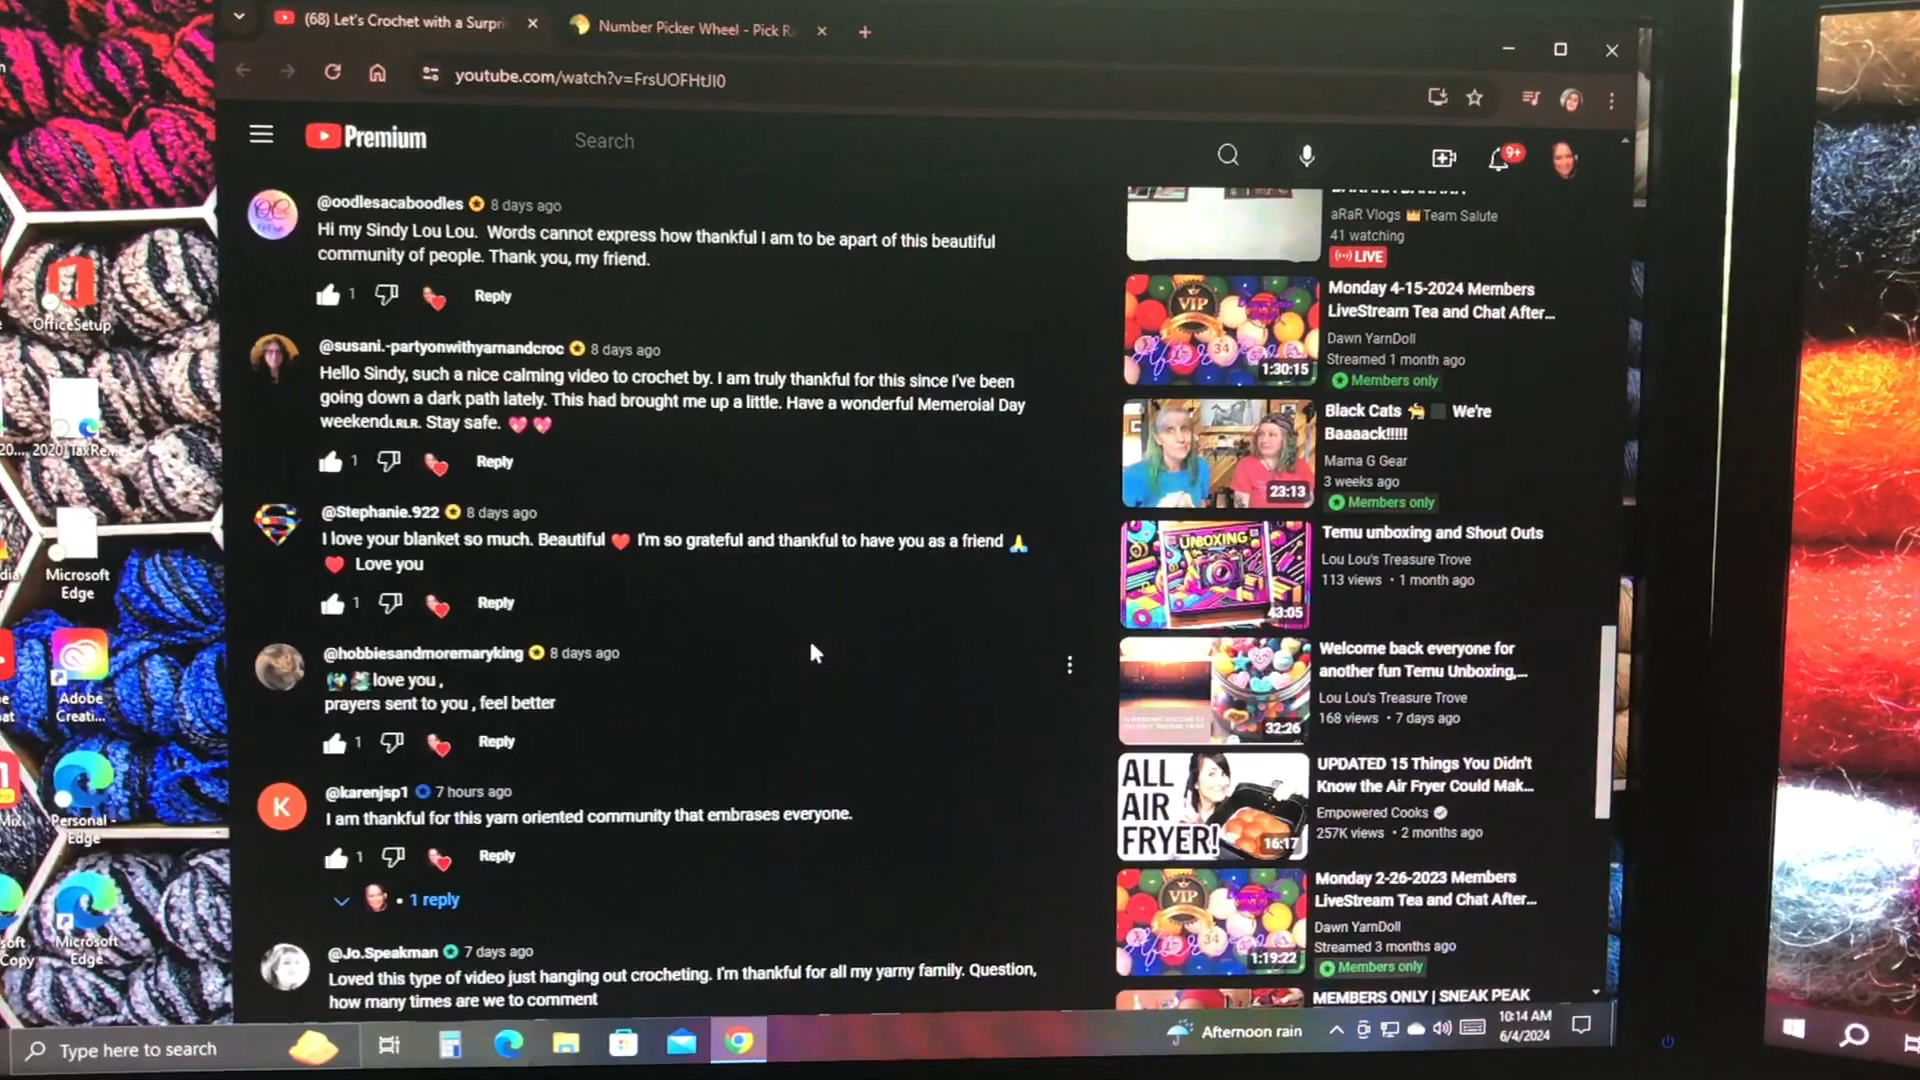 (68) Let's Crochet with a Surpri
Number Picker Wheel - Pick R
youtube.com/watch?v=FrsUOFHtJI0
Premium
Search
9+
@oodlesacaboodles 8 days ago
Hi my Sindy Lou Lou. Words cannot express how thankful I am to be apart of this beautiful
community of people. Thank you, my friend.
1 Reply
@susani.-partyonwithyarnandcroc 8 days ago
Hello Sindy, such a nice calming video to crochet by. I am truly thankful for this since I've been
going down a dark path lately. This had brought me up a little. Have a wonderful Memeroial Day
weekendLRLR. Stay safe.
1 Reply
@Stephanie.922 8 days ago
I love your blanket so much. Beautiful I'm so grateful and thankful to have you as a friend
Love you
1 Reply
@hobbiesandmoremaryking 8 days ago
love you ,
prayers sent to you , feel better
1 Reply
K
@karenjsp1 7 hours ago
I am thankful for this yarn oriented community that embrases everyone.
1 Reply
• 1 reply
@Jo.Speakman 7 days ago
Loved this type of video just hanging out crocheting. I'm thankful for all my yarny family. Question,
how many times are we to comment
aRaR Vlogs Team Salute
41 watching
LIVE
VIP
34
1:30:15
Monday 4-15-2024 Members
LiveStream Tea and Chat After...
Dawn YarnDoll
Streamed 1 month ago
Members only
23:13
Black Cats We're
Baaaack!!!!!
Mama G Gear
3 weeks ago
Members only
UNBOXING
43:05
Temu unboxing and Shout Outs
Lou Lou's Treasure Trove
113 views • 1 month ago
32:26
Welcome back everyone for
another fun Temu Unboxing,...
Lou Lou's Treasure Trove
168 views • 7 days ago
ALL
AIR
FRYER!
16:17
UPDATED 15 Things You Didn't
Know the Air Fryer Could Mak...
Empowered Cooks
257K views • 2 months ago
VIP
34
1:19:22
Monday 2-26-2023 Members
LiveStream Tea and Chat After...
Dawn YarnDoll
Streamed 3 months ago
Members only
MEMBERS ONLY | SNEAK PEAK
OfficeSetup
2020_TaxRe...
Microsoft
Edge
Adobe
Creati...
Personal -
Edge
Microsoft
Edge
Copy
Type here to search
Afternoon rain
10:14 AM
6/4/2024